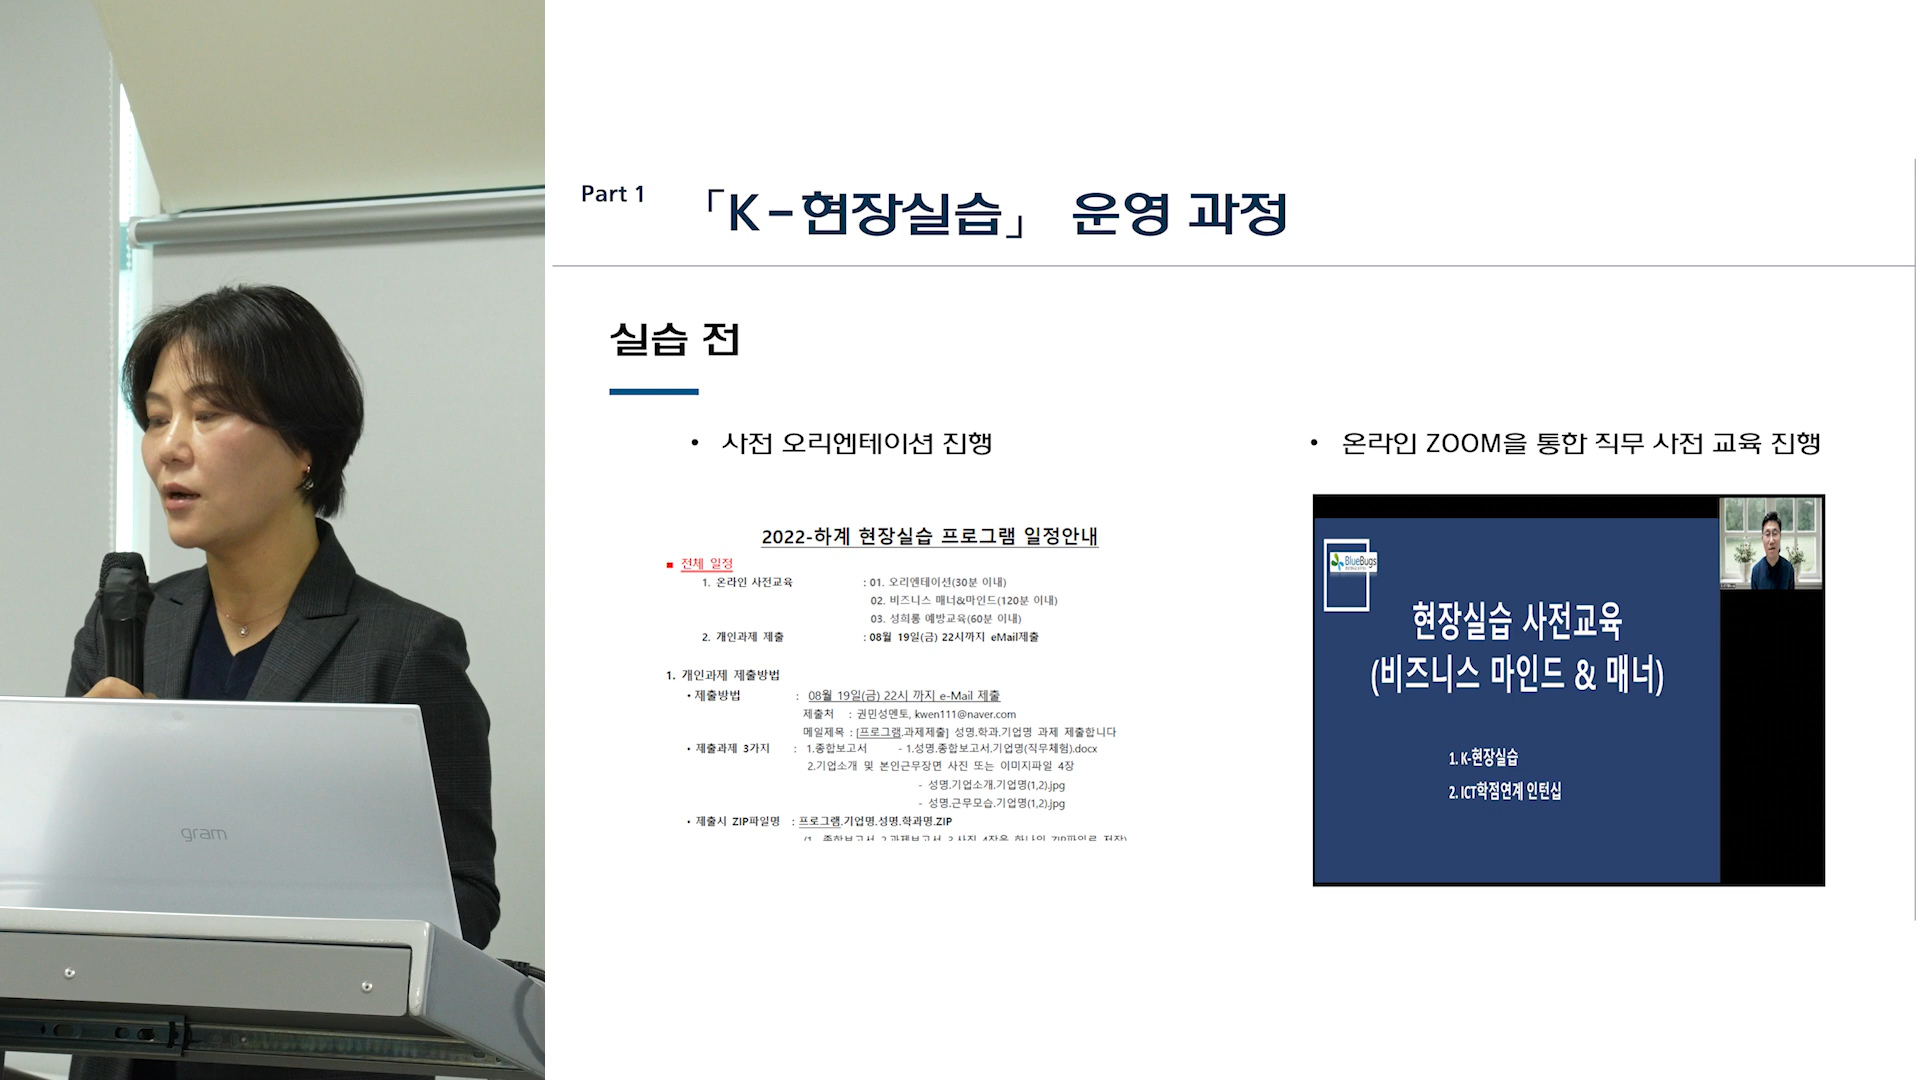 Part 1
「K-현장실습」 운영 과정
실습 전
• 사전 오리엔테이션 진행
2022-하계 현장실습 프로그램 일정안내
■ 전체 일정
1. 온라인 사전교육 : 01. 오리엔테이션(30분 이내)
02. 비즈니스 매너&마인드(120분 이내)
03. 성희롱 예방교육(60분 이내)
2. 개인과제 제출 : 08월 19일(금) 22시까지 eMail제출
1. 개인과제 제출방법
• 제출방법 : 08월 19일(금) 22시 까지 e-Mail 제출
제출처 : 권민성멘토, kwen111@naver.com
메일제목 : [프로그램.과제제출] 성명.학과.기업명 과제 제출합니다
• 제출과제 3가지 : 1.종합보고서 - 1.성명.종합보고서.기업명(직무체험).docx
2.기업소개 및 본인근무장면 사진 또는 이미지파일 4장
- 성명.기업소개.기업명(1,2).jpg
- 성명.근무모습.기업명(1,2).jpg
• 제출시 ZIP파일명 : 프로그램.기업명.성명.학과명.ZIP
• 온라인 ZOOM을 통한 직무 사전 교육 진행
BlueBugs
현장실습 사전교육
(비즈니스 마인드 & 매너)
1. K-현장실습
2. ICT학점연계 인턴십
gram